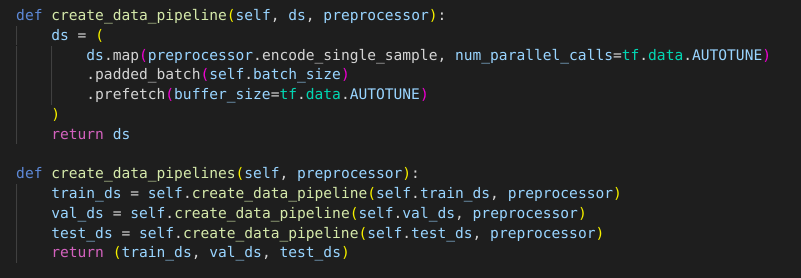 def create_data_pipeline(self, ds, preprocessor):
    ds = (
        ds.map(preprocessor.encode_single_sample, num_parallel_calls=tf.data.AUTOTUNE)
        .padded_batch(self.batch_size)
        .prefetch(buffer_size=tf.data.AUTOTUNE)
    )
    return ds

def create_data_pipelines(self, preprocessor):
    train_ds = self.create_data_pipeline(self.train_ds, preprocessor)
    val_ds = self.create_data_pipeline(self.val_ds, preprocessor)
    test_ds = self.create_data_pipeline(self.test_ds, preprocessor)
    return (train_ds, val_ds, test_ds)